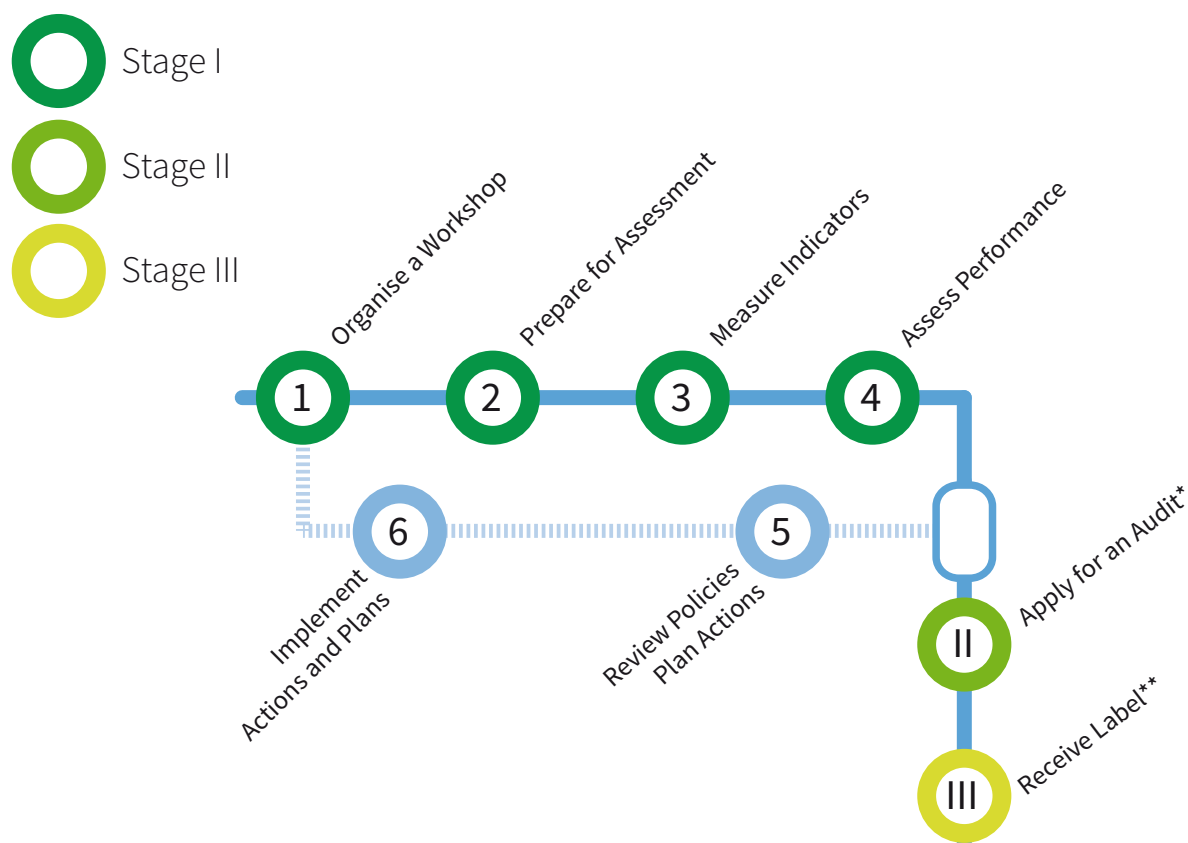 Stage I
Stage II
Stage III
Organise a Workshop
Prepare for Assessment
Measure Indicators
Assess Performance
1
2
3
4
6
5
Implement
Actions and Plans
Review Policies
Plan Actions
Apply for an Audit*
II
Receive Label**
III